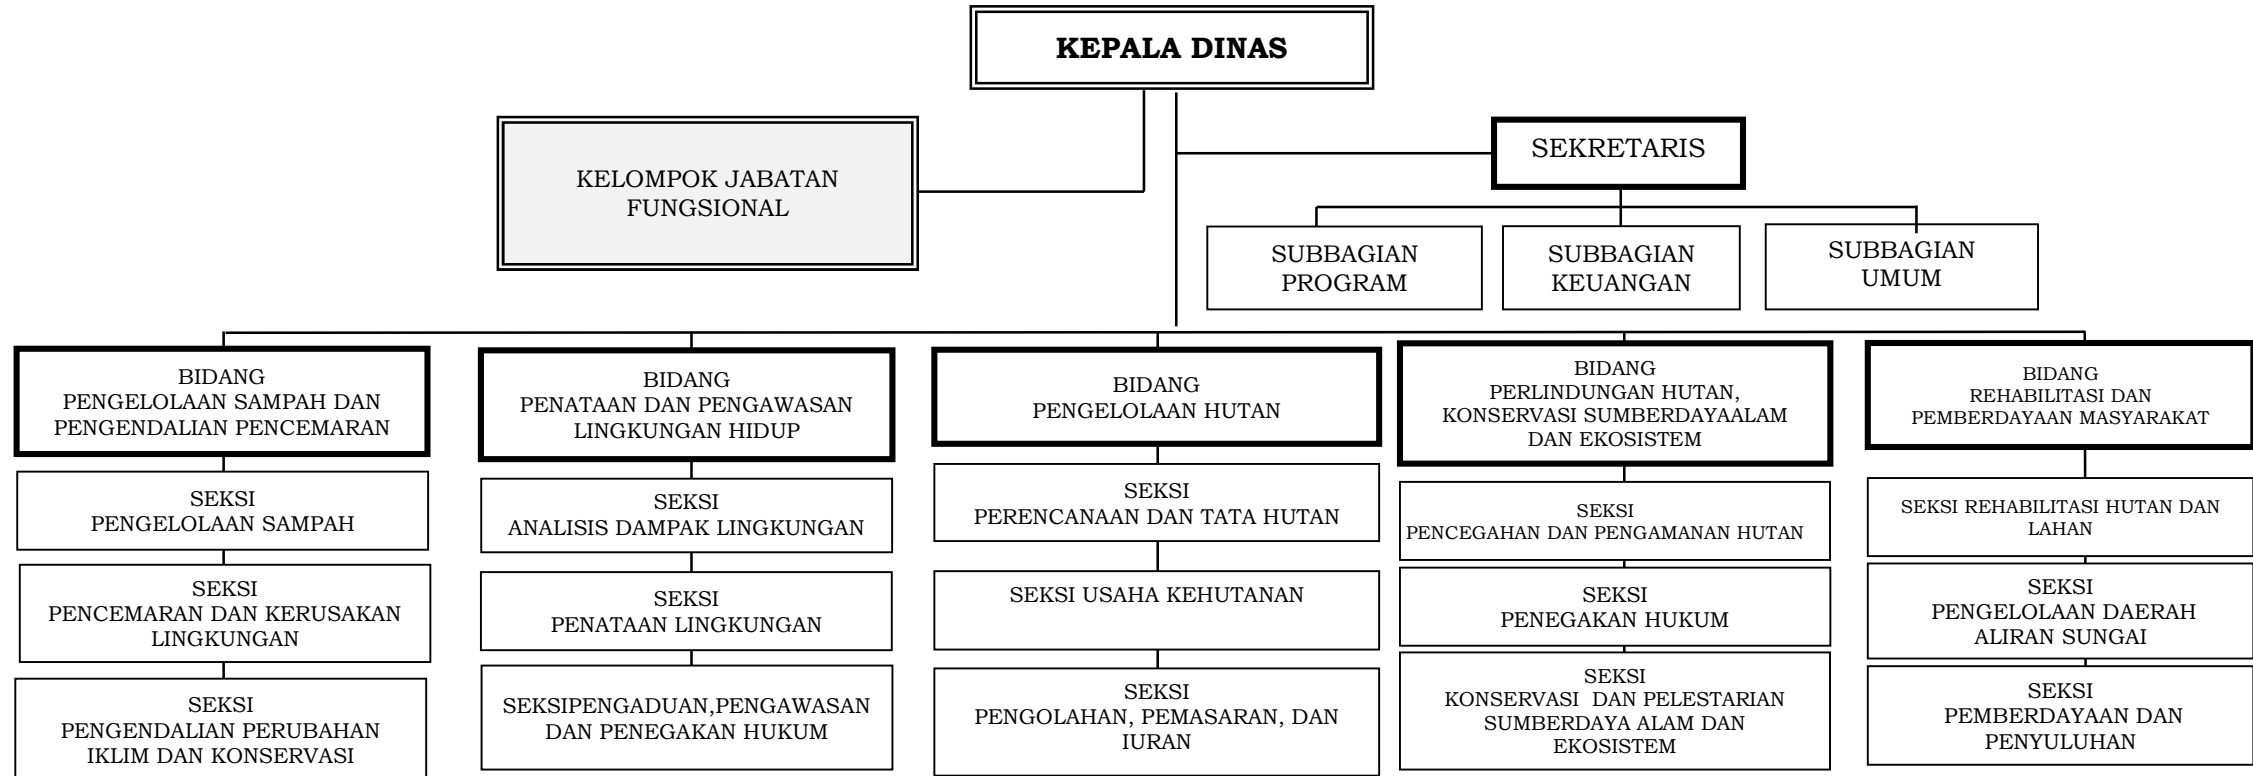 KEPALA DINAS
KELOMPOK JABATAN
FUNGSIONAL
SEKRETARIS
SUBBAGIAN
PROGRAM
SUBBAGIAN
KEUANGAN
SUBBAGIAN
UMUM
BIDANG
PENGELOLAAN SAMPAH DAN
PENGENDALIAN PENCEMARAN
SEKSI
PENGELOLAAN SAMPAH
SEKSI
PENCEMARAN DAN KERUSAKAN
LINGKUNGAN
SEKSI
PENGENDALIAN PERUBAHAN
IKLIM DAN KONSERVASI
BIDANG
PENATAAN DAN PENGAWASAN
LINGKUNGAN HIDUP
SEKSI
ANALISIS DAMPAK LINGKUNGAN
SEKSI
PENATAAN LINGKUNGAN
SEKSIPENGADUAN,PENGAWASAN
DAN PENEGAKAN HUKUM
BIDANG
PENGELOLAAN HUTAN
SEKSI
PERENCANAAN DAN TATA HUTAN
SEKSI USAHA KEHUTANAN
SEKSI
PENGOLAHAN, PEMASARAN, DAN
IURAN
BIDANG
PERLINDUNGAN HUTAN,
KONSERVASI SUMBERDAYAALAM
DAN EKOSISTEM
SEKSI
PENCEGAHAN DAN PENGAMANAN HUTAN
SEKSI
PENEGAKAN HUKUM
SEKSI
KONSERVASI DAN PELESTARIAN
SUMBERDAYA ALAM DAN
EKOSISTEM
BIDANG
REHABILITASI DAN
PEMBERDAYAAN MASYARAKAT
SEKSI REHABILITASI HUTAN DAN
LAHAN
SEKSI
PENGELOLAAN DAERAH
ALIRAN SUNGAI
SEKSI
PEMBERDAYAAN DAN
PENYULUHAN